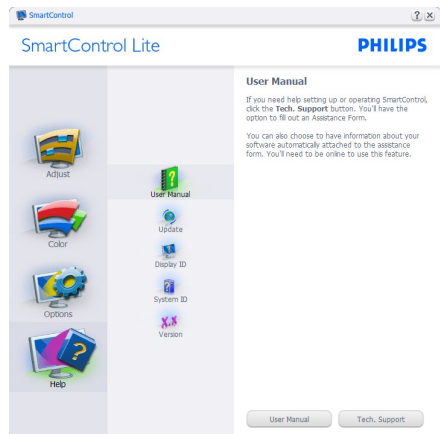 SmartControl
SmartControl Lite
PHILIPS
Adjust
Color
Options
Help
User Manual
Update
Display ID
System ID
X.X
Version
User Manual
If you need help setting up or operating SmartControl,
click the Tech. Support button. You'll have the
option to fill out an Assistance Form.
You can also choose to have information about your
software automatically attached to the assistance
form. You'll need to be online to use this feature.
User Manual
Tech. Support